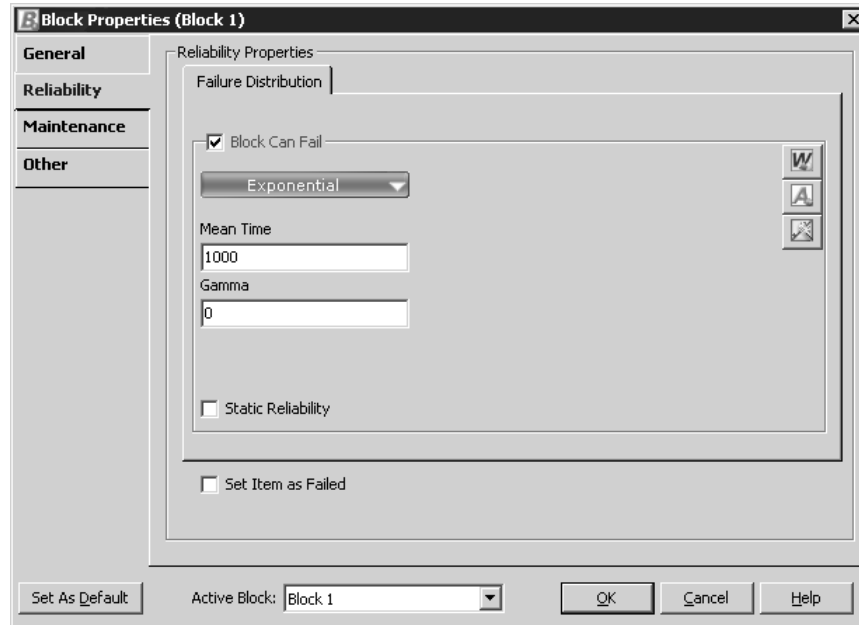 Block Properties (Block 1)
General
Reliability
Maintenance
Other
Reliability Properties
Failure Distribution
Block Can Fail
Exponential
Mean Time
1000
Gamma
0
Static Reliability
Set Item as Failed
Set As Default
Active Block: Block 1
OK
Cancel
Help